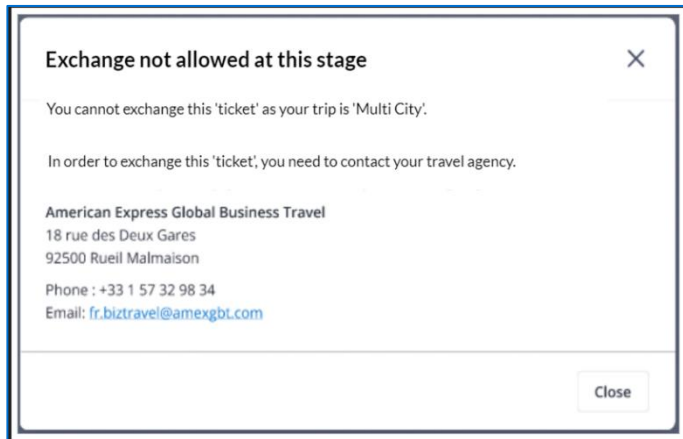 Exchange not allowed at this stage
You cannot exchange this 'ticket' as your trip is 'Multi City'.
In order to exchange this 'ticket', you need to contact your travel agency.
American Express Global Business Travel
18 rue des Deux Gares
92500 Rueil Malmaison
Phone : +33 1 57 32 98 34
Email: fr.biztravel@amexgbt.com
Close